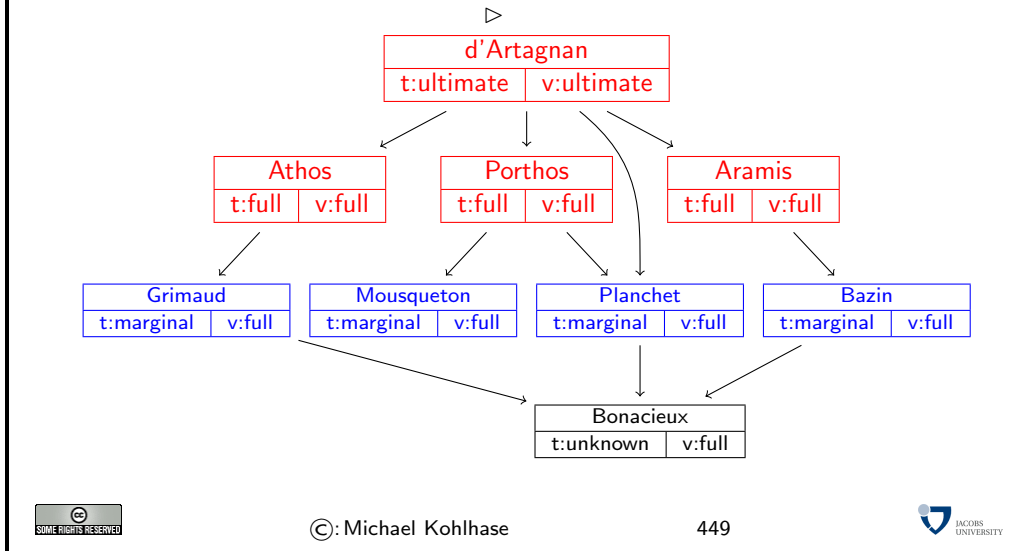 ▷
d'Artagnan
t:ultimate v:ultimate
Athos Porthos Aramis
t:full v:full t:full v:full t:full v:full
Grimaud Mousqueton Planchet Bazin
t:marginal v:full t:marginal v:full t:marginal v:full t:marginal v:full
Bonacieux
t:unknown v:full
SOME RIGHTS RESERVED
©: Michael Kohlhase 449
JACOBS
UNIVERSITY